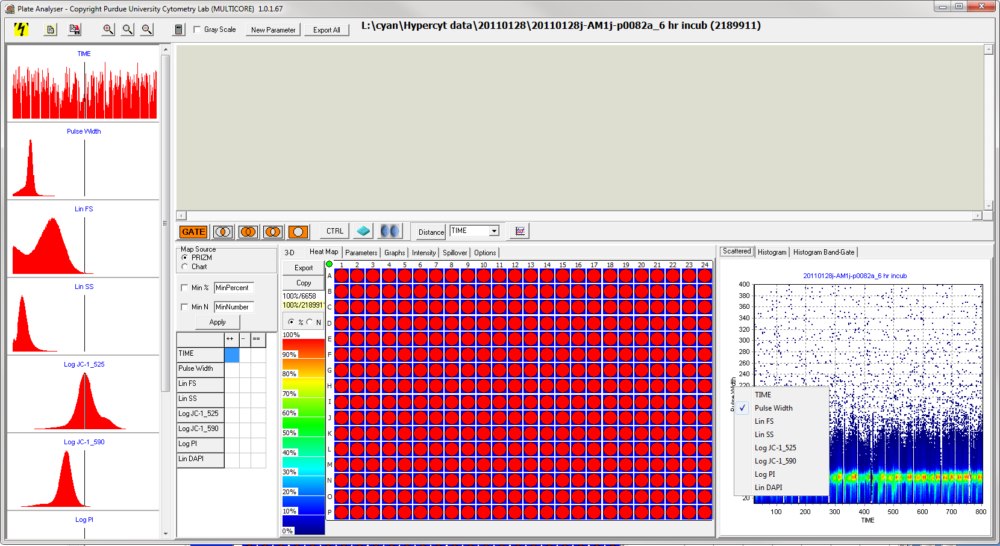 Plate Analyser - Copyright Purdue University Cytometry Lab (MULTICORE) 1.0.1.67
Gray Scale
New Parameter
Export All
L:\cyan\Hypercyt data\20110128\20110128j-AM1j-p0082a_6 hr incub (2189911)
TIME
Pulse Width
Lin FS
Lin SS
Log JC-1_525
Log JC-1_590
Log PI
GATE
CTRL
Distance
TIME
Map Source
PRIZM
Chart
Min %
MinPercent
Min N
MinNumber
Apply
++ -- ==
TIME
Pulse Width
Lin FS
Lin SS
Log JC-1_525
Log JC-1_590
Log PI
Lin DAPI
3-D Heat Map Parameters Graphs Intensity Spillover Options
Export
Copy
100%/6658
100%/2189911
% N
100%
90%
80%
70%
60%
50%
40%
30%
20%
10%
0%
1 2 3 4 5 6 7 8 9 10 11 12 13 14 15 16 17 18 19 20 21 22 23 24
A
B
C
D
E
F
G
H
I
J
K
L
M
N
O
P
Scattered Histogram Histogram Band-Gate
20110128j-AM1j-p0082a_6 hr incub
400
380
360
340
320
300
280
260
240
220
20
Pulse Width
TIME
Pulse Width
Lin FS
Lin SS
Log JC-1_525
Log JC-1_590
Log PI
Lin DAPI
100 200 300 400 500 600 700 800
TIME